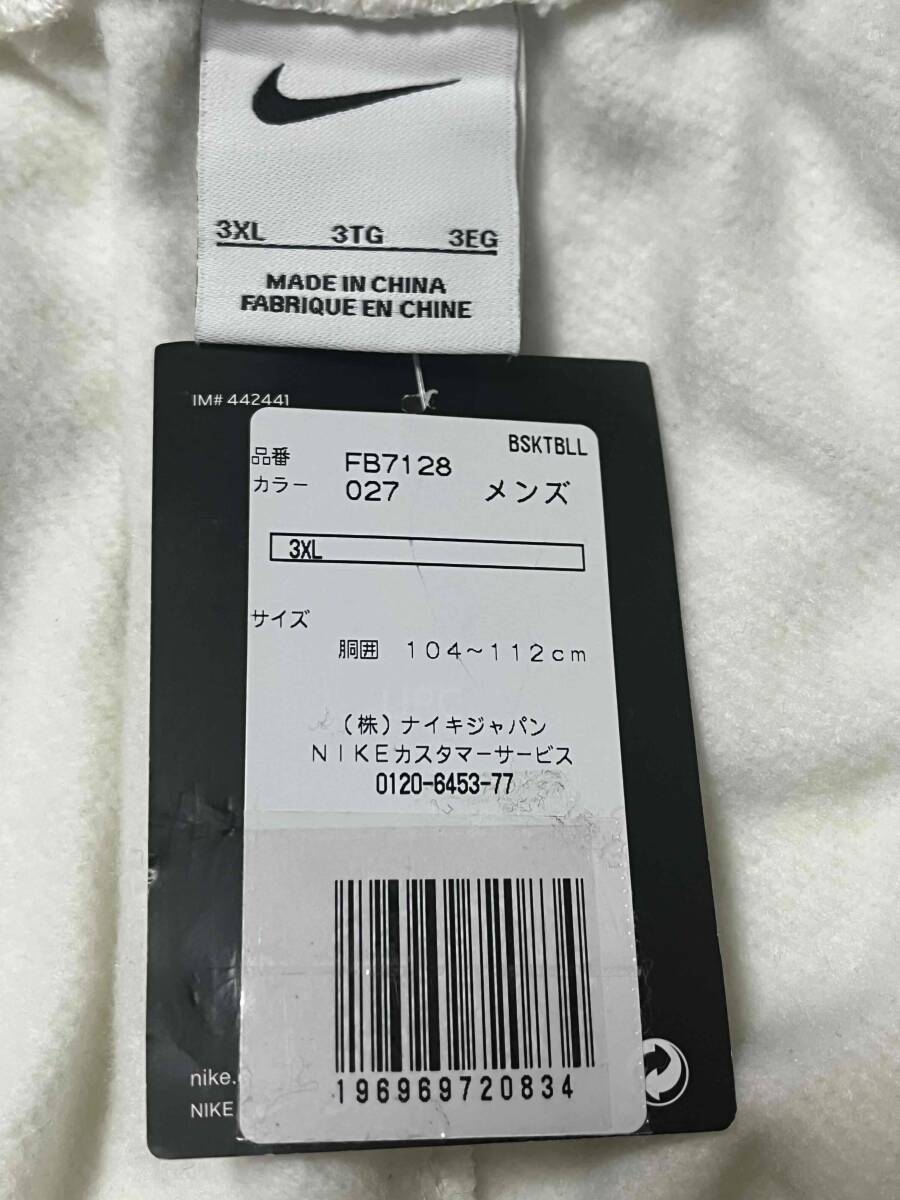 3XL 3TG 3EG
MADE IN CHINA
FABRIQUE EN CHINE
IM# 442441
BSKTBLL
品番 FB7128
カラー 027 メンズ
3XL
サイズ
胴囲 104～112cm
(株)ナイキジャパン
NIKEカスタマーサービス
0120-6453-77
196969720834
nike.
NIKE